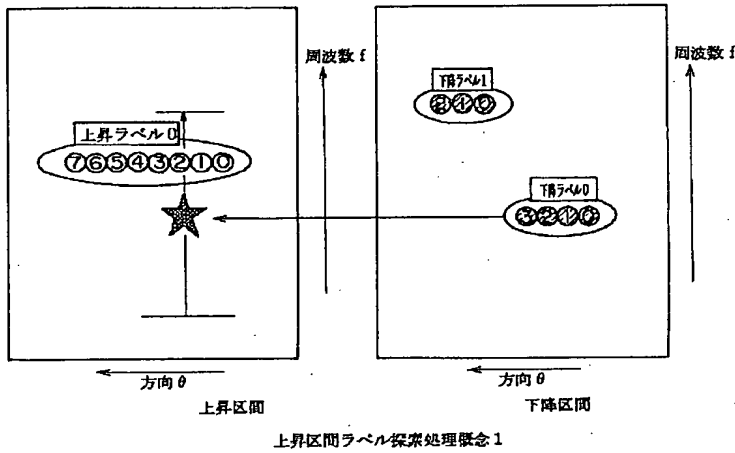 周波数 f
上昇ラベル0
⑦⑥⑤④③②①⓪
方向 θ
上昇区間
周波数 f
下降ラベル1
②①⓪
下降ラベル0
③②①⓪
方向 θ
下降区間
上昇区間ラベル探索処理概念1